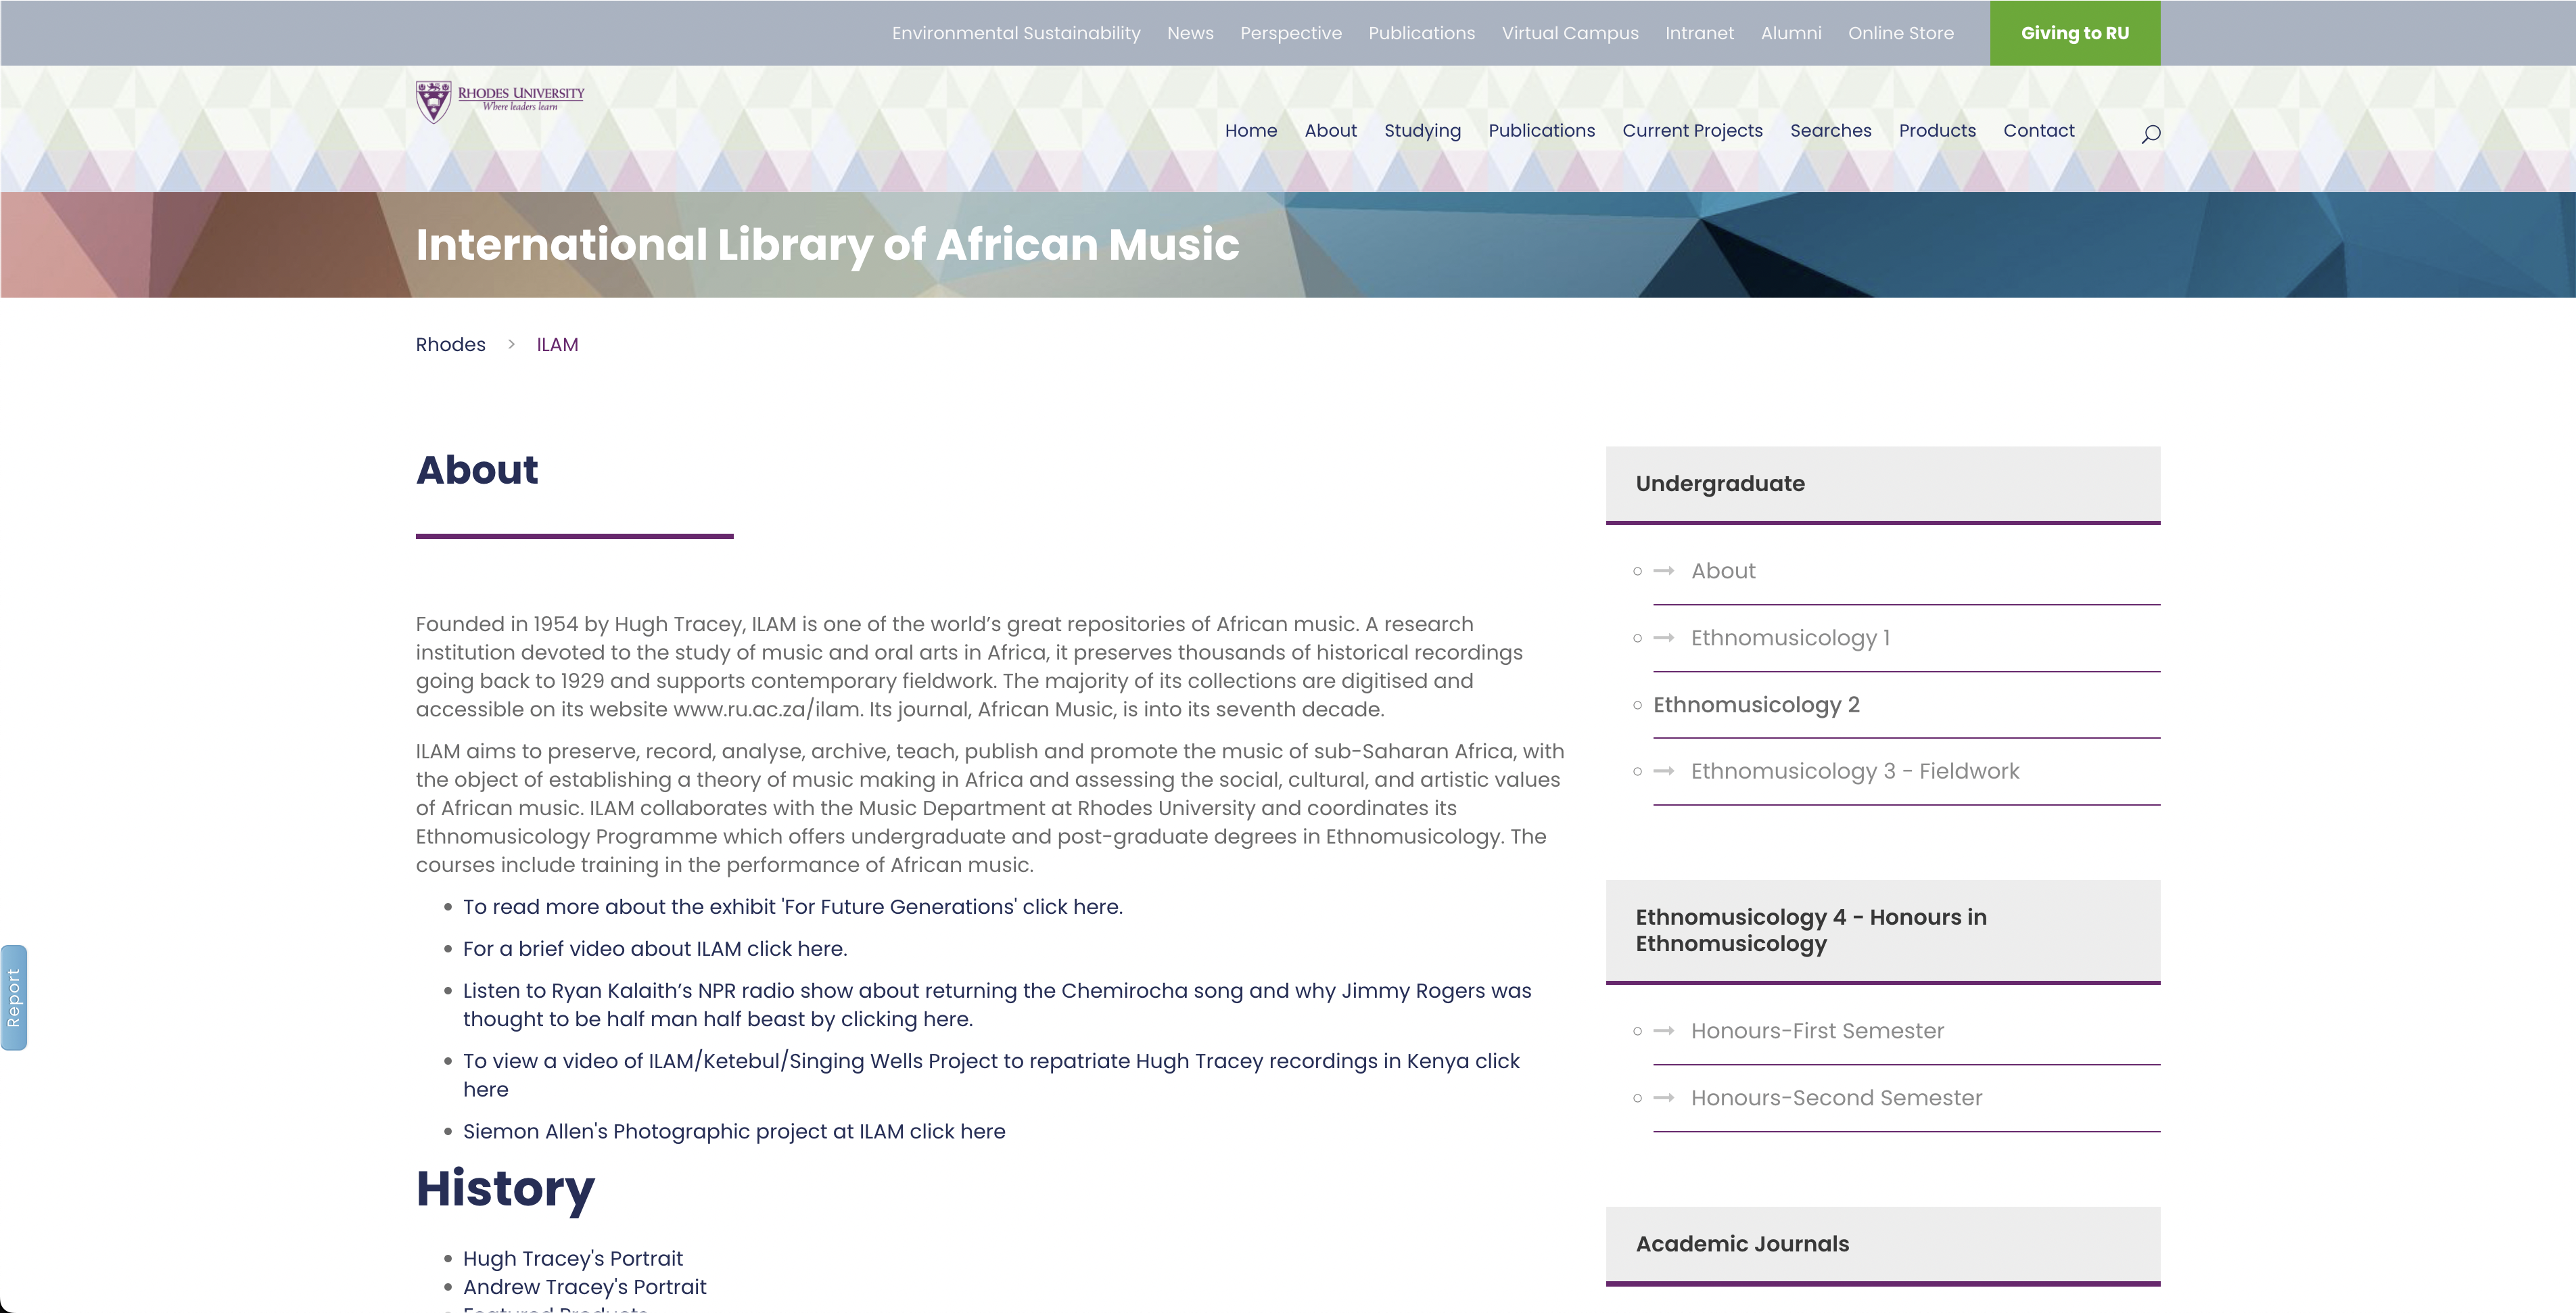 Environmental Sustainability News Perspective Publications Virtual Campus Intranet Alumni Online Store Giving to RU
RHODES UNIVERSITY
Where leaders learn
Home About Studying Publications Current Projects Searches Products Contact
International Library of African Music
Rhodes > ILAM
About
Founded in 1954 by Hugh Tracey, ILAM is one of the world’s great repositories of African music. A research
institution devoted to the study of music and oral arts in Africa, it preserves thousands of historical recordings
going back to 1929 and supports contemporary fieldwork. The majority of its collections are digitised and
accessible on its website www.ru.ac.za/ilam. Its journal, African Music, is into its seventh decade.
ILAM aims to preserve, record, analyse, archive, teach, publish and promote the music of sub-Saharan Africa, with
the object of establishing a theory of music making in Africa and assessing the social, cultural, and artistic values
of African music. ILAM collaborates with the Music Department at Rhodes University and coordinates its
Ethnomusicology Programme which offers undergraduate and post-graduate degrees in Ethnomusicology. The
courses include training in the performance of African music.
To read more about the exhibit 'For Future Generations' click here.
For a brief video about ILAM click here.
Listen to Ryan Kalaith’s NPR radio show about returning the Chemirocha song and why Jimmy Rogers was
thought to be half man half beast by clicking here.
To view a video of ILAM/Ketebul/Singing Wells Project to repatriate Hugh Tracey recordings in Kenya click
here
Siemon Allen's Photographic project at ILAM click here
History
Hugh Tracey's Portrait
Andrew Tracey's Portrait
Featured Products
Undergraduate
About
Ethnomusicology 1
Ethnomusicology 2
Ethnomusicology 3 - Fieldwork
Ethnomusicology 4 - Honours in
Ethnomusicology
Honours-First Semester
Honours-Second Semester
Academic Journals
Report